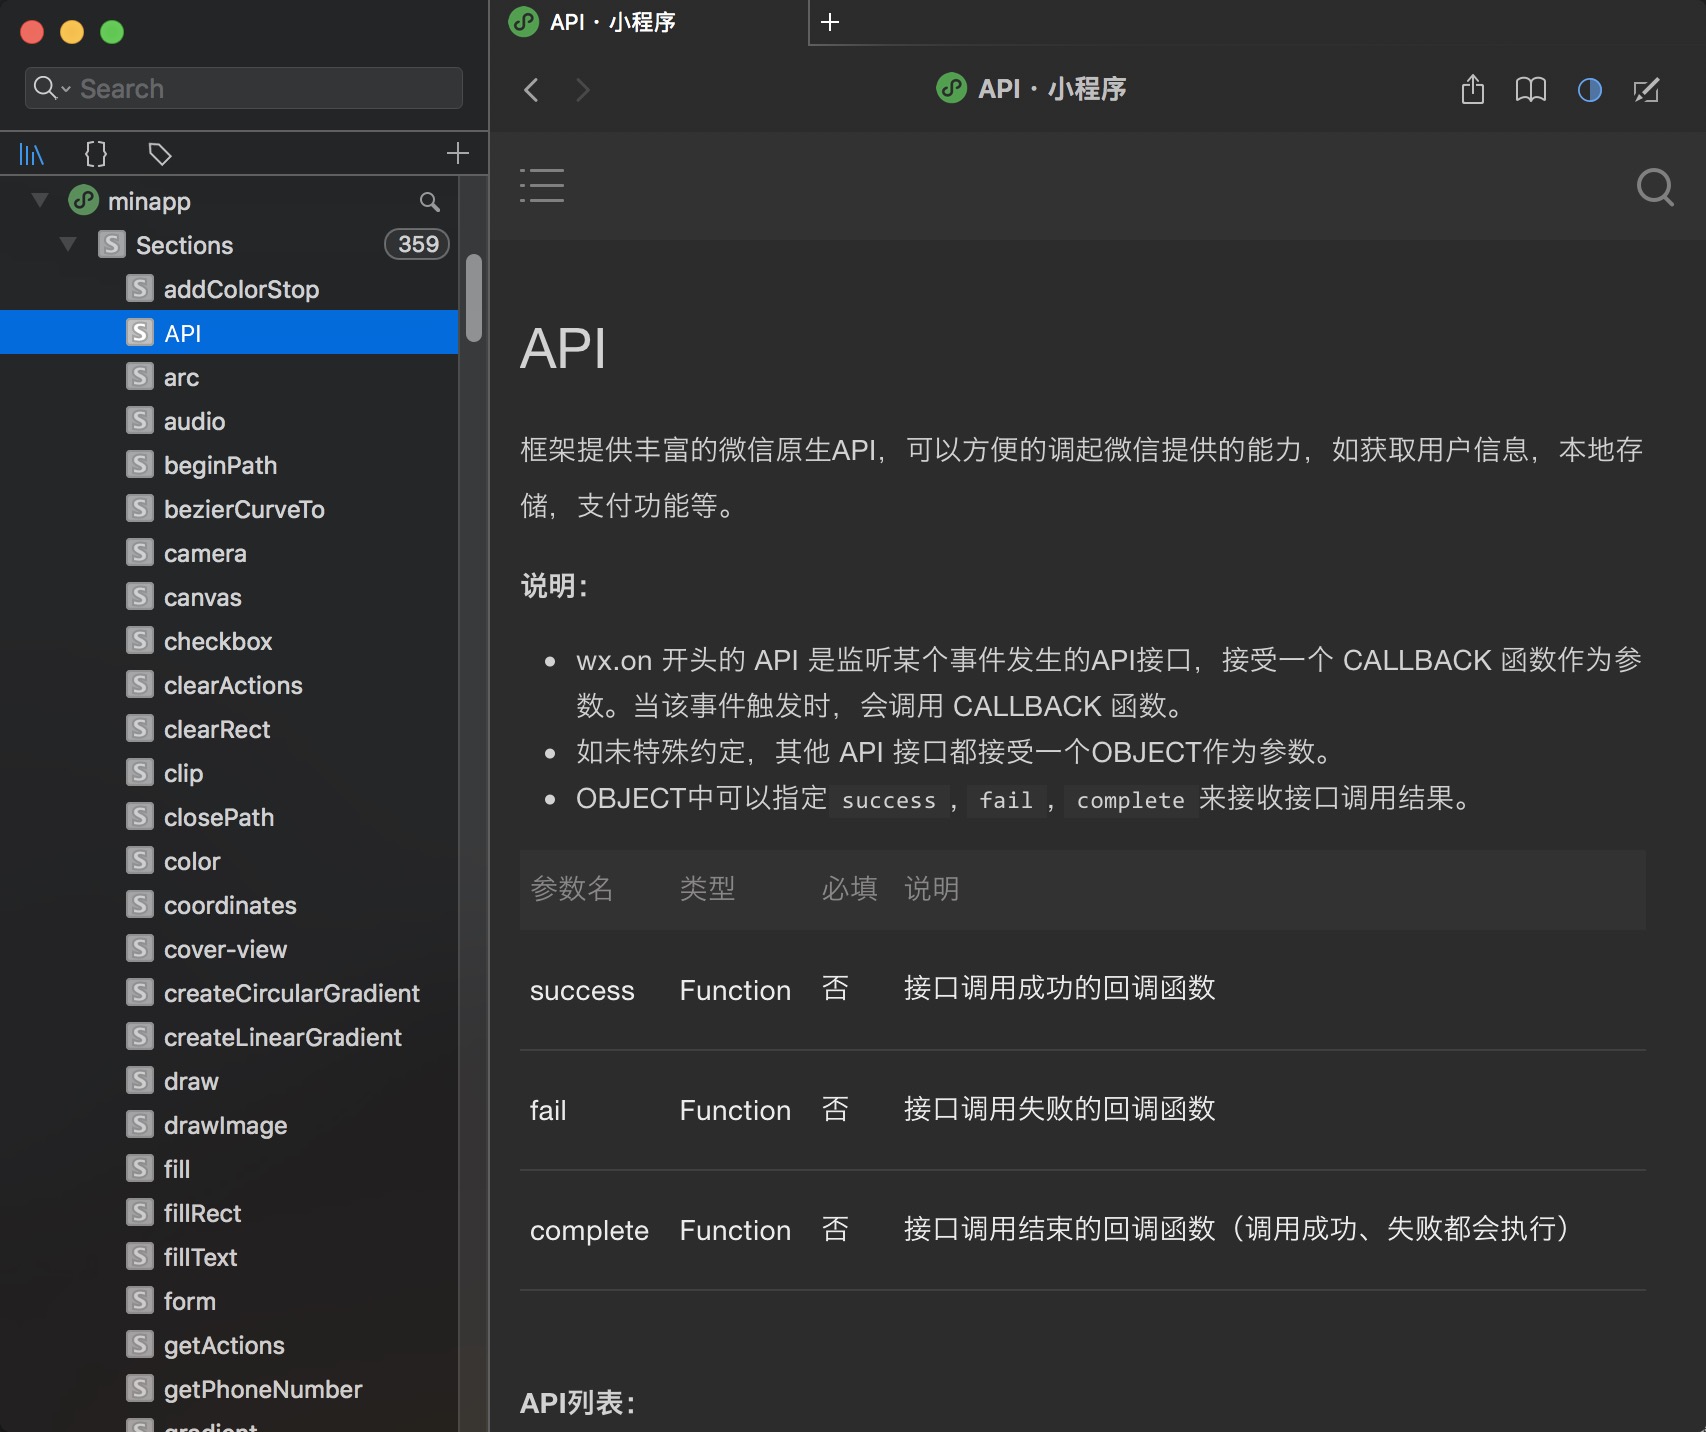 Search
minapp
Sections
359
addColorStop
API
arc
audio
beginPath
bezierCurveTo
camera
canvas
checkbox
clearActions
clearRect
clip
closePath
color
coordinates
cover-view
createCircularGradient
createLinearGradient
draw
drawImage
fill
fillRect
fillText
form
getActions
getPhoneNumber
gradient
API · 小程序
API · 小程序
API
框架提供丰富的微信原生API，可以方便的调起微信提供的能力，如获取用户信息，本地存
储，支付功能等。
说明：
• wx.on 开头的 API 是监听某个事件发生的API接口，接受一个 CALLBACK 函数作为参
数。当该事件触发时，会调用 CALLBACK 函数。
• 如未特殊约定，其他 API 接口都接受一个OBJECT作为参数。
• OBJECT中可以指定 success , fail , complete 来接收接口调用结果。
参数名 类型 必填 说明
success Function 否 接口调用成功的回调函数
fail Function 否 接口调用失败的回调函数
complete Function 否 接口调用结束的回调函数（调用成功、失败都会执行）
API列表：